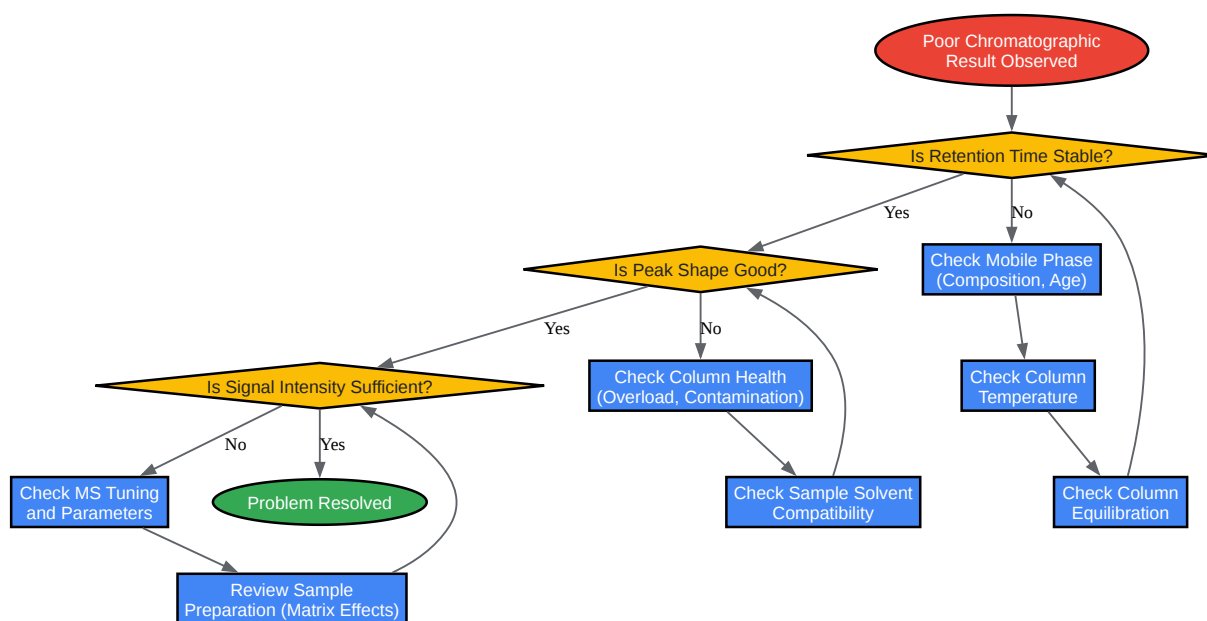 Poor Chromatographic
Result Observed
Is Retention Time Stable?
Yes
No
Is Peak Shape Good?
Check Mobile Phase
(Composition, Age)
Yes
No
Is Signal Intensity Sufficient?
Check Column Health
(Overload, Contamination)
Check Column
Temperature
No
Yes
Check MS Tuning
and Parameters
Problem Resolved
Check Sample Solvent
Compatibility
Check Column
Equilibration
Review Sample
Preparation (Matrix Effects)